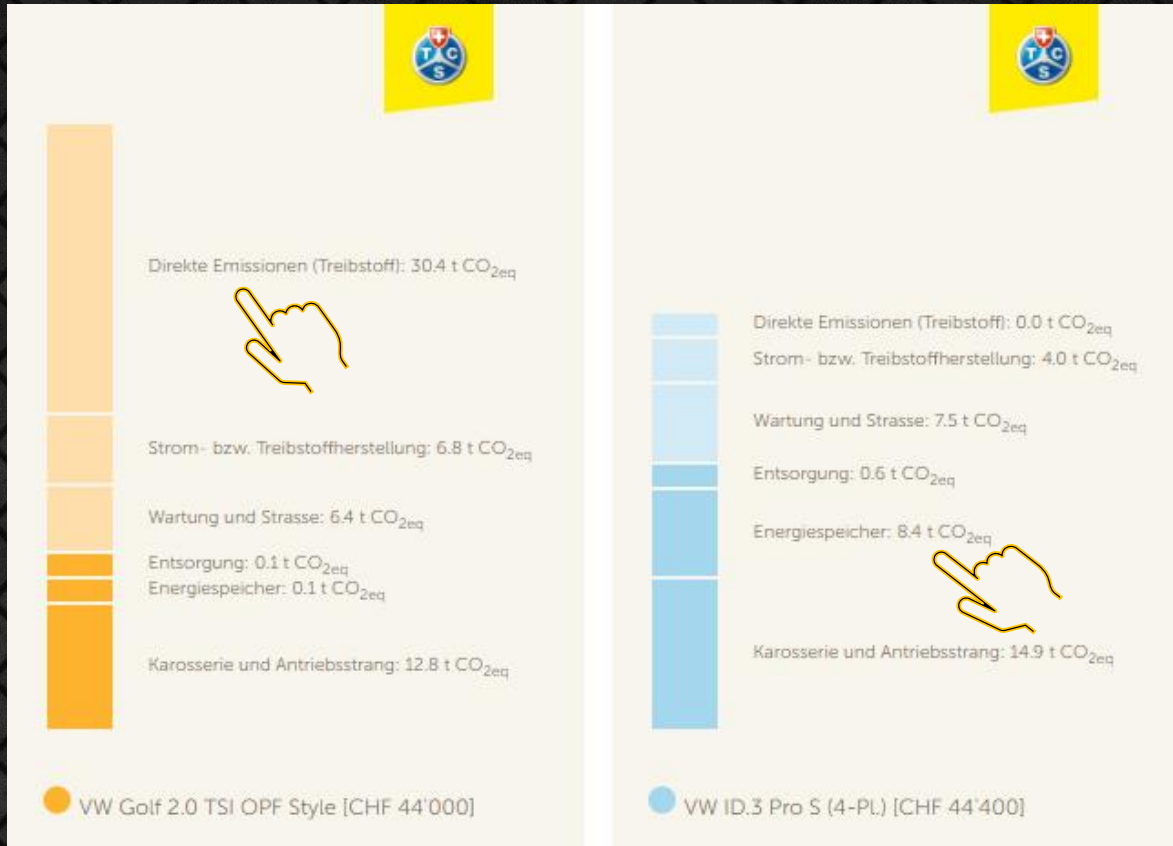 TCS
Direkte Emissionen (Treibstoff): 30.4 t CO2eq
Strom- bzw. Treibstoffherstellung: 6.8 t CO2eq
Wartung und Strasse: 6.4 t CO2eq
Entsorgung: 0.1 t CO2eq
Energiespeicher: 0.1 t CO2eq
Karosserie und Antriebsstrang: 12.8 t CO2eq
VW Golf 2.0 TSI OPF Style [CHF 44'000]
TCS
Direkte Emissionen (Treibstoff): 0.0 t CO2eq
Strom- bzw. Treibstoffherstellung: 4.0 t CO2eq
Wartung und Strasse: 7.5 t CO2eq
Entsorgung: 0.6 t CO2eq
Energiespeicher: 8.4 t CO2eq
Karosserie und Antriebsstrang: 14.9 t CO2eq
VW ID.3 Pro S (4-PL.) [CHF 44'400]